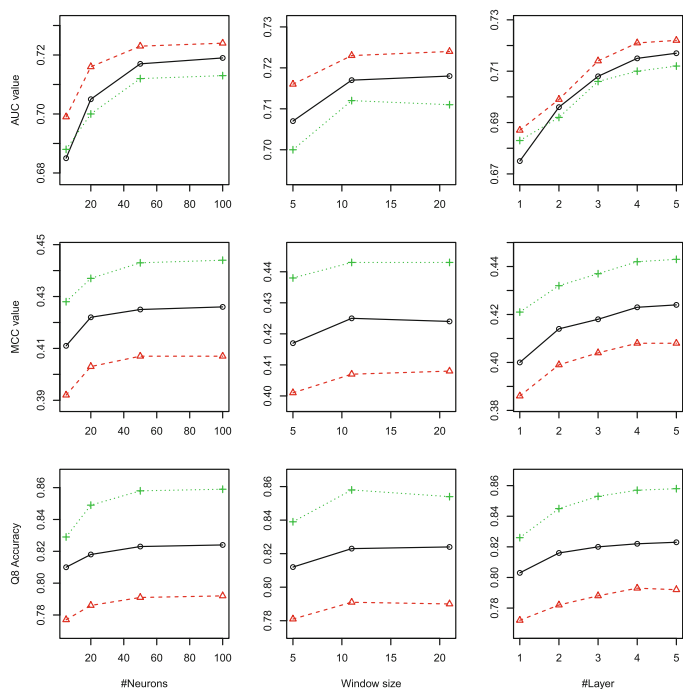 AUC value
0.68 0.70 0.72
20 40 60 80 100
0.70 0.71 0.72 0.73
5 10 15 20
0.67 0.69 0.71 0.73
1 2 3 4 5
MCC value
0.39 0.41 0.43 0.45
20 40 60 80 100
0.40 0.41 0.42 0.43 0.44
5 10 15 20
0.38 0.40 0.42 0.44
1 2 3 4 5
Q8 Accuracy
0.78 0.80 0.82 0.86
20 40 60 80 100
0.78 0.80 0.82 0.84 0.86
5 10 15 20
0.78 0.80 0.82 0.86
1 2 3 4 5
#Neurons
Window size
#Layer